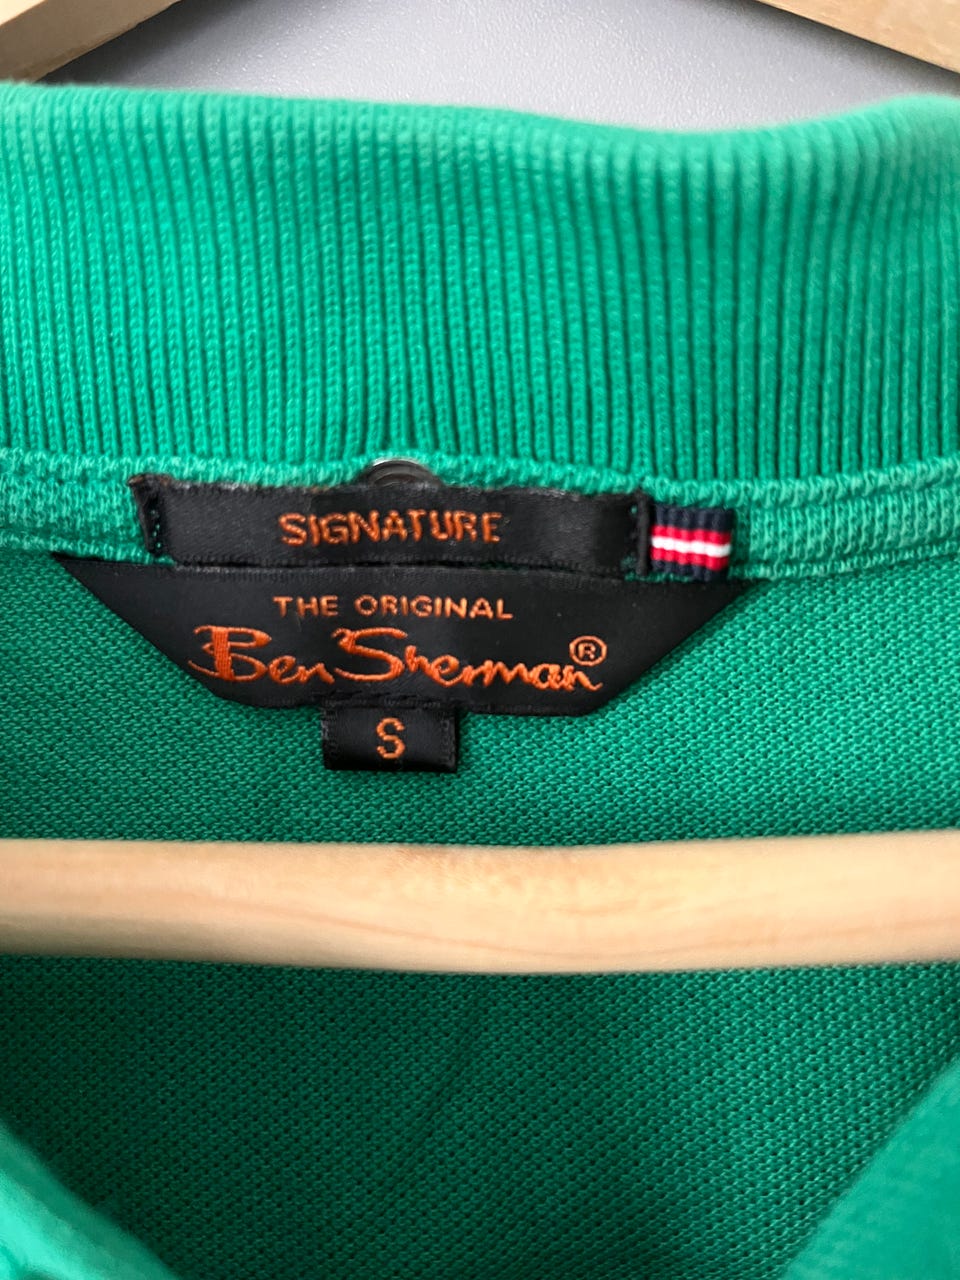 SIGNATURE
THE ORIGINAL
Ben Sherman®
S